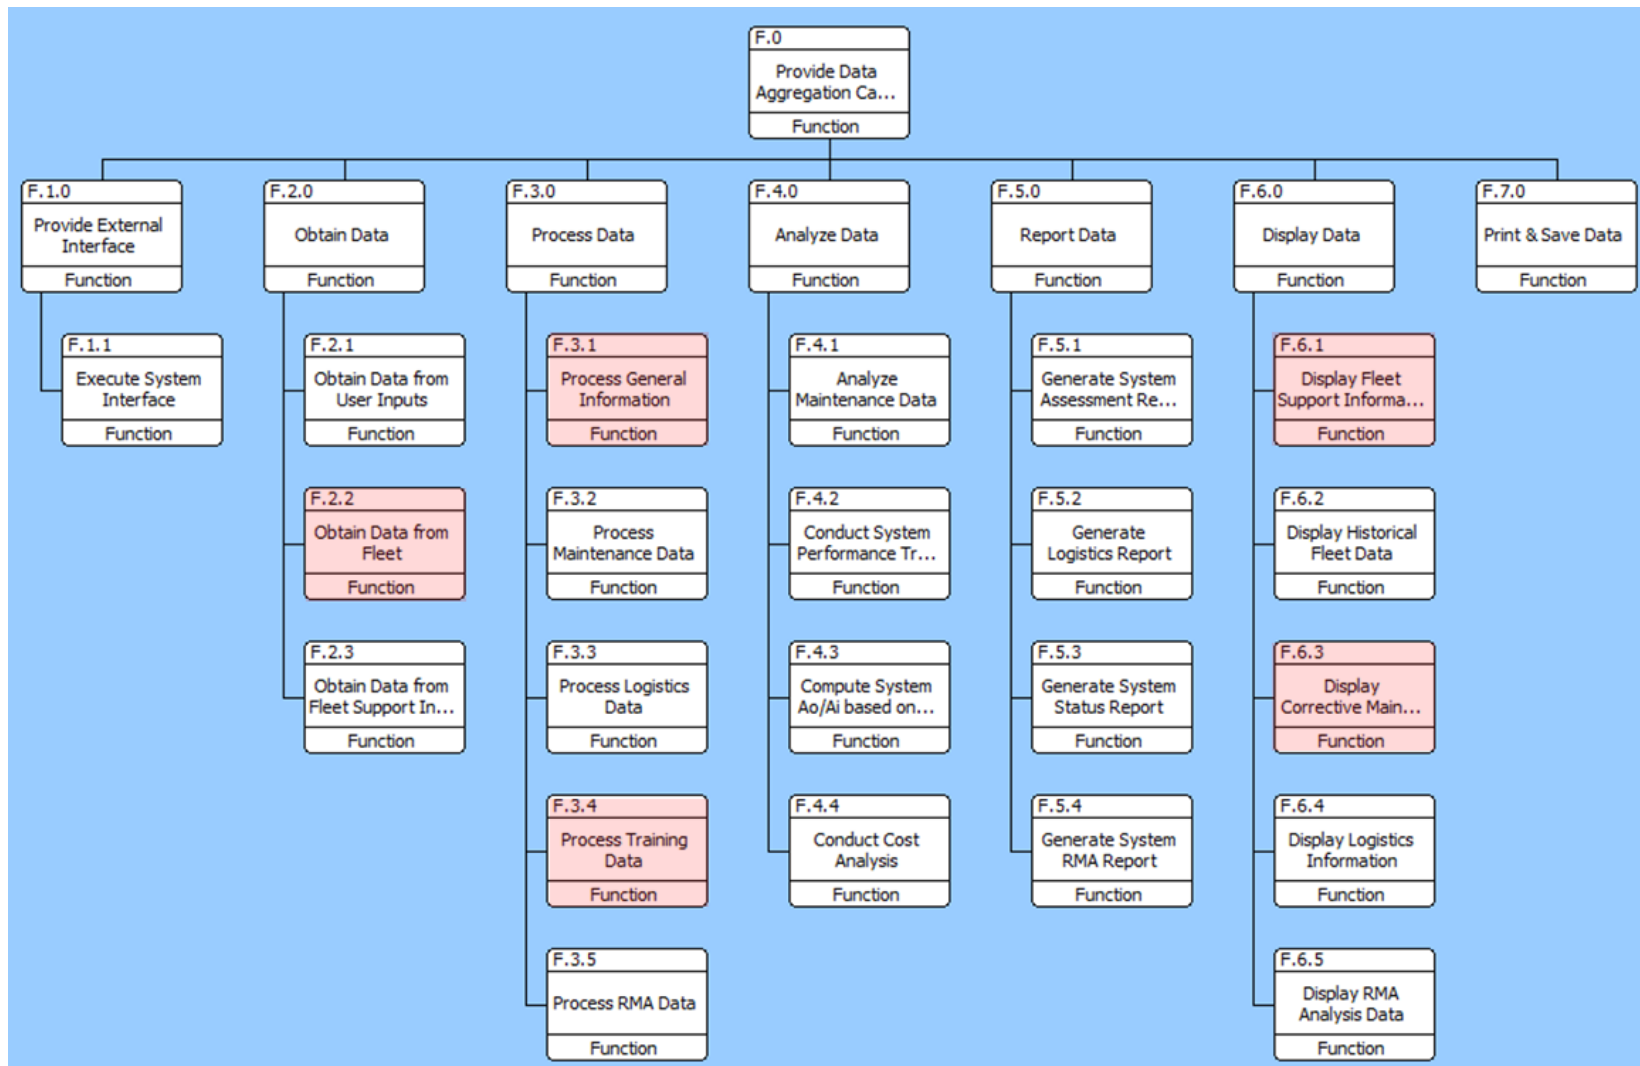 F.0
Provide Data
Aggregation Ca...
Function
F.1.0
Provide External
Interface
Function
F.2.0
Obtain Data
Function
F.3.0
Process Data
Function
F.4.0
Analyze Data
Function
F.5.0
Report Data
Function
F.6.0
Display Data
Function
F.7.0
Print & Save Data
Function
F.1.1
Execute System
Interface
Function
F.2.1
Obtain Data from
User Inputs
Function
F.3.1
Process General
Information
Function
F.4.1
Analyze
Maintenance Data
Function
F.5.1
Generate System
Assessment Re...
Function
F.6.1
Display Fleet
Support Informa...
Function
F.2.2
Obtain Data from
Fleet
Function
F.3.2
Process
Maintenance Data
Function
F.4.2
Conduct System
Performance Tr...
Function
F.5.2
Generate
Logistics Report
Function
F.6.2
Display Historical
Fleet Data
Function
F.2.3
Obtain Data from
Fleet Support In...
Function
F.3.3
Process Logistics
Data
Function
F.4.3
Compute System
Ao/Ai based on...
Function
F.5.3
Generate System
Status Report
Function
F.6.3
Display
Corrective Main...
Function
F.3.4
Process Training
Data
Function
F.4.4
Conduct Cost
Analysis
Function
F.5.4
Generate System
RMA Report
Function
F.6.4
Display Logistics
Information
Function
F.3.5
Process RMA Data
Function
F.6.5
Display RMA
Analysis Data
Function